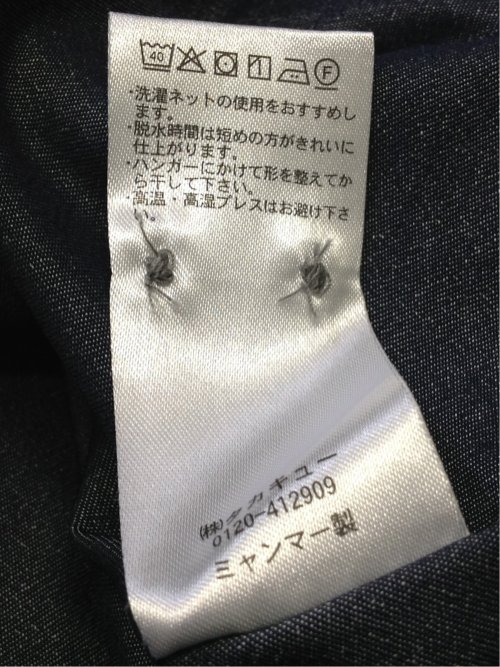 40 F
・洗濯ネットの使用をおすすめし
ます。
・脱水時間は短めの方がきれいに
仕上がります。
・ハンガーにかけて形を整えてか
ら干して下さい。
・高温・高湿プレスはお避け下さ
い。
(株)タカキュー
0120-412909
ミャンマー製